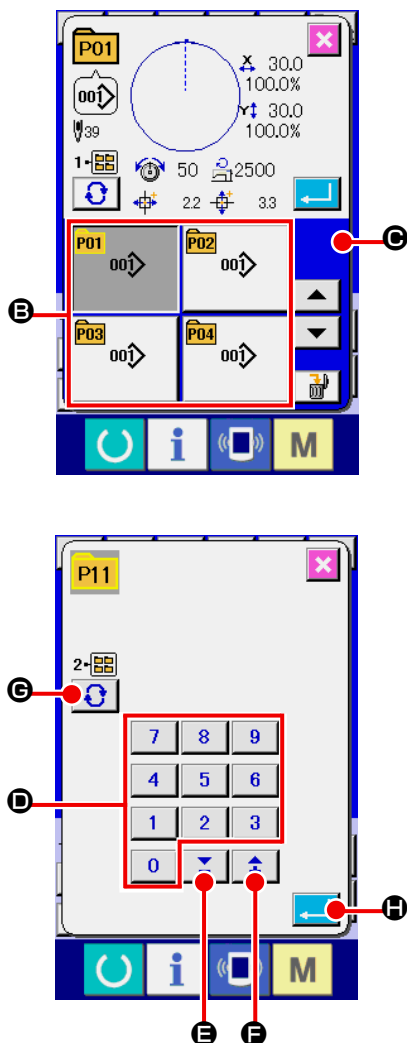 P01
X 30.0
100.0%
001
Y 30.0
39
100.0%
1-
50 2500
2.2 3.3
C
P01 001
P02 001
B
P03 001
P04 001
i M
P11
2-
G
7 8 9
4 5 6
D
1 2 3
0
H
i M
E F